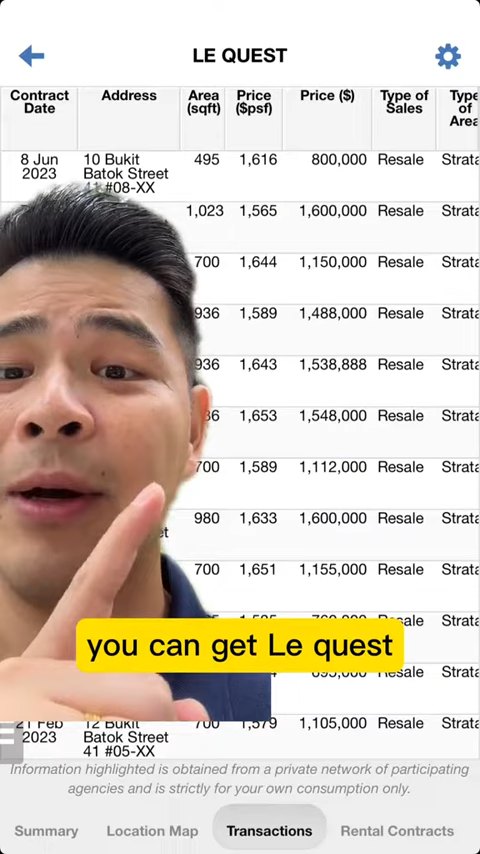 LE QUEST
Contract Date Address Area (sqft) Price ($psf) Price ($) Type of Sales Type of Area
8 Jun 2023 10 Bukit Batok Street 41 #08-XX 495 1,616 800,000 Resale Strata
1,023 1,565 1,600,000 Resale Strata
700 1,644 1,150,000 Resale Strata
936 1,589 1,488,000 Resale Strata
936 1,643 1,538,888 Resale Strata
36 1,653 1,548,000 Resale Strata
700 1,589 1,112,000 Resale Strata
980 1,633 1,600,000 Resale Strata
700 1,651 1,155,000 Resale Strata
Resale Strata
you can get Le quest
Resale Strata
21 Feb 2023 12 Bukit Batok Street 41 #05-XX 700 1,579 1,105,000 Resale Strata
Information highlighted is obtained from a private network of participating
agencies and is strictly for your own consumption only.
Summary Location Map Transactions Rental Contracts